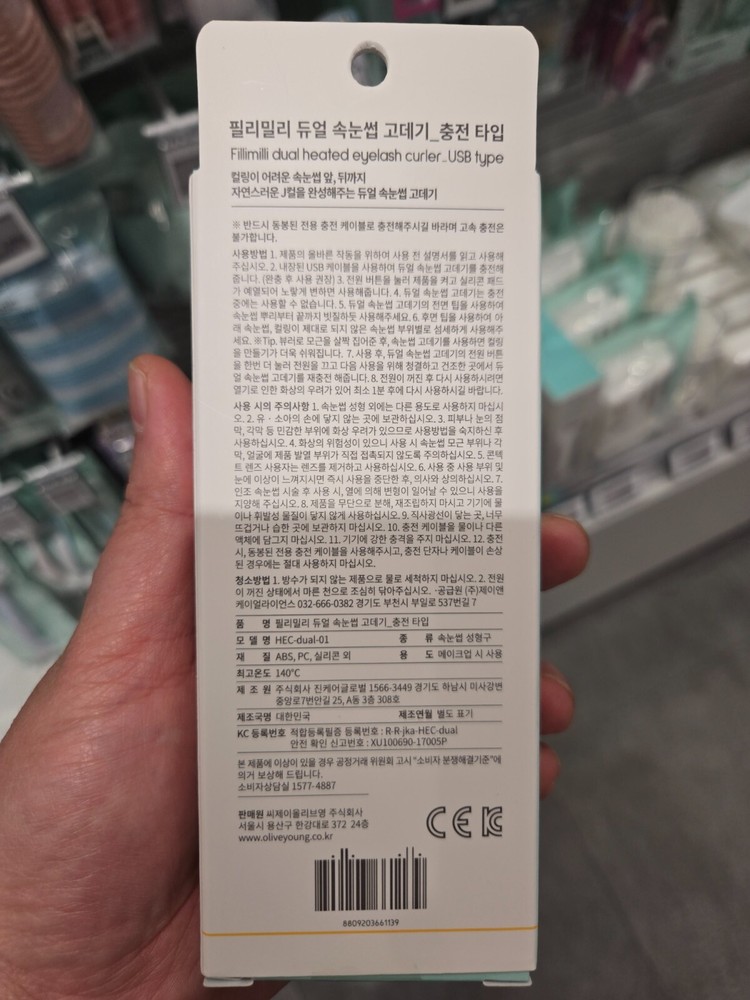 필리밀리 듀얼 속눈썹 고데기_충전 타입
Fillimilli dual heated eyelash curler_USB type
컬링이 어려운 속눈썹 앞, 뒤까지
자연스러운 J컬을 완성해주는 듀얼 속눈썹 고데기
※ 반드시 동봉된 전용 충전 케이블로 충전해주시길 바라며 고속 충전은
불가합니다.
사용방법 1. 제품의 올바른 작동을 위하여 사용 전 설명서를 읽고 사용해
주십시오. 2. 내장된 USB 케이블을 사용하여 듀얼 속눈썹 고데기를 충전해
줍니다. (완충 후 사용 권장) 3. 전원 버튼을 눌러 제품을 켜고 실리콘 패드
가 예열되어 노랗게 변하면 사용해줍니다. 4. 듀얼 속눈썹 고데기는 충전
중에는 사용할 수 없습니다. 5. 듀얼 속눈썹 고데기의 전면 팁을 사용하여
속눈썹 뿌리부터 끝까지 빗질하듯 사용해주세요. 6. 후면 팁을 사용하여 아
래 속눈썹, 컬링이 제대로 되지 않은 속눈썹 부위별로 섬세하게 사용해주
세요. ※Tip. 뷰러로 모근을 살짝 집어준 후, 속눈썹 고데기를 사용하면 컬링
을 만들기가 더욱 쉬워집니다. 7. 사용 후, 듀얼 속눈썹 고데기의 전원 버튼
을 한번 더 눌러 전원을 끄고 다음 사용을 위해 청결하고 건조한 곳에서 듀
얼 속눈썹 고데기를 재충전 해줍니다. 8. 전원이 꺼진 후 다시 사용하시려면
열기로 인한 화상의 우려가 있어 최소 1분 후에 다시 사용하시길 바랍니다.
사용 시의 주의사항 1. 속눈썹 성형 외에는 다른 용도로 사용하지 마십시
오. 2. 유·소아의 손에 닿지 않는 곳에 보관하십시오. 3. 피부나 눈의 점
막, 각막 등 민감한 부위에 화상 우려가 있으므로 사용방법을 숙지하신 후
사용하십시오. 4. 화상의 위험성이 있으니 사용 시 속눈썹 모근 부위나 각
막, 얼굴에 제품 발열 부위가 직접 접촉되지 않도록 주의하십시오. 5. 콘택
트 렌즈 사용자는 렌즈를 제거하고 사용하십시오. 6. 사용 중 사용 부위 및
눈에 이상이 느껴지시면 즉시 사용을 중단한 후, 의사와 상의하십시오. 7.
인조 속눈썹 시술 후 사용 시, 열에 의해 변형이 일어날 수 있으니 사용을
지양해 주십시오. 8. 제품을 무단으로 분해, 재조립하지 마시고 기기에 물
이나 휘발성 물질이 닿지 않게 사용하십시오. 9. 직사광선이 닿는 곳, 너무
뜨겁거나 습한 곳에 보관하지 마십시오. 10. 충전 케이블을 물이나 다른
액체에 담그지 마십시오. 11. 기기에 강한 충격을 주지 마십시오. 12. 충전
시, 동봉된 전용 충전 케이블을 사용해주시고, 충전 단자나 케이블이 손상
된 경우에는 절대 사용하지 마십시오.
청소방법 1. 방수가 되지 않는 제품으로 물로 세척하지 마십시오. 2. 전원
이 꺼진 상태에서 마른 천으로 조심히 닦아주십시오. ·공급원 (주)제이앤
케이얼라이언스 032-666-0382 경기도 부천시 부일로 537번길 7
품 명 필리밀리 듀얼 속눈썹 고데기_충전 타입
모 델 명 HEC-dual-01 종 류 속눈썹 성형구
재 질 ABS, PC, 실리콘 외 용 도 메이크업 시 사용
최고온도 140℃
제 조 원 주식회사 진케어글로벌 1566-3449 경기도 하남시 미사강변
중앙로7번안길 25, A동 3층 308호
제조국명 대한민국 제조연월 별도 표기
KC 등록번호 적합등록필증 등록번호 : R-R-jka-HEC-dual
안전 확인 신고번호 : XU100690-17005P
본 제품에 이상이 있을 경우 공정거래 위원회 고시 "소비자 분쟁해결기준"에
의거 보상해 드립니다.
소비자상담실 1577-4887
판매원 씨제이올리브영 주식회사
서울시 용산구 한강대로 372 24층
www.oliveyoung.co.kr
CE KC
8809203661139